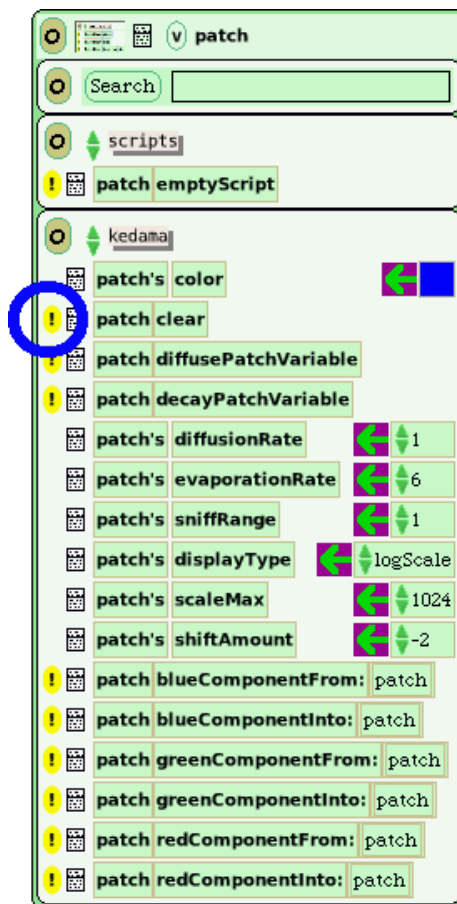 v patch
Search
scripts
! patch emptyScript
kedama
patch's color
! patch clear
! patch diffusePatchVariable
! patch decayPatchVariable
patch's diffusionRate 1
patch's evaporationRate 6
patch's sniffRange 1
patch's displayType logScale
patch's scaleMax 1024
patch's shiftAmount -2
! patch blueComponentFrom: patch
! patch blueComponentInto: patch
! patch greenComponentFrom: patch
! patch greenComponentInto: patch
! patch redComponentFrom: patch
! patch redComponentInto: patch